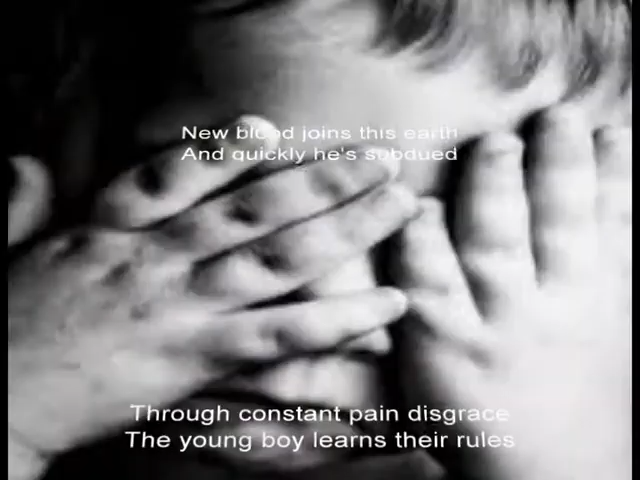 New blood joins this earth
And quickly he's subdued
Through constant pain disgrace
The young boy learns their rules